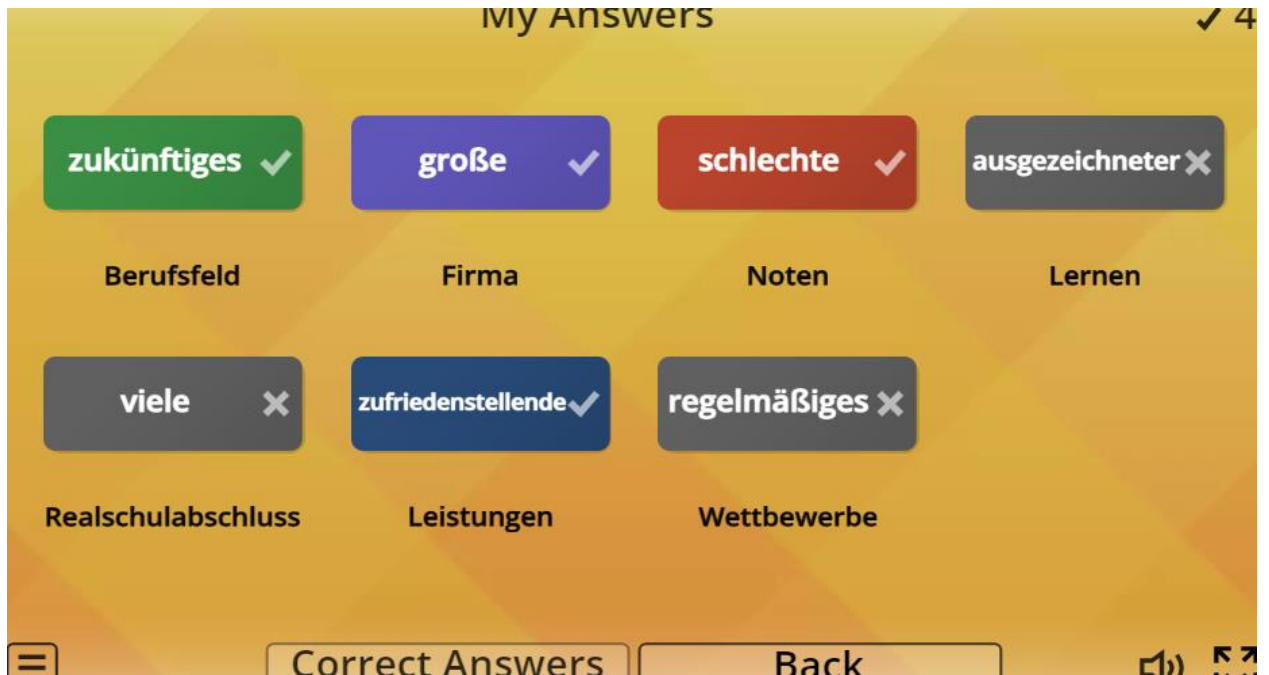 My Answers
✓ 4
zukünftiges
große
schlechte
ausgezeichneter
Berufsfeld
Firma
Noten
Lernen
viele
zufriedenstellende
regelmäßiges
Realschulabschluss
Leistungen
Wettbewerbe
Correct Answers
Back